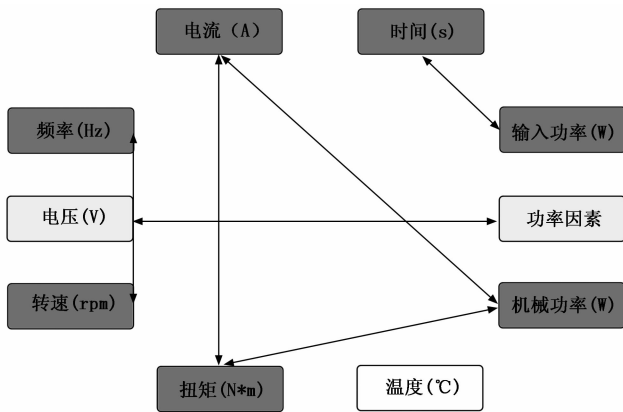 电流（A）
时间(s)
频率(Hz)
输入功率(W)
电压(V)
功率因素
转速(rpm)
机械功率(W)
扭矩(N*m)
温度(℃)